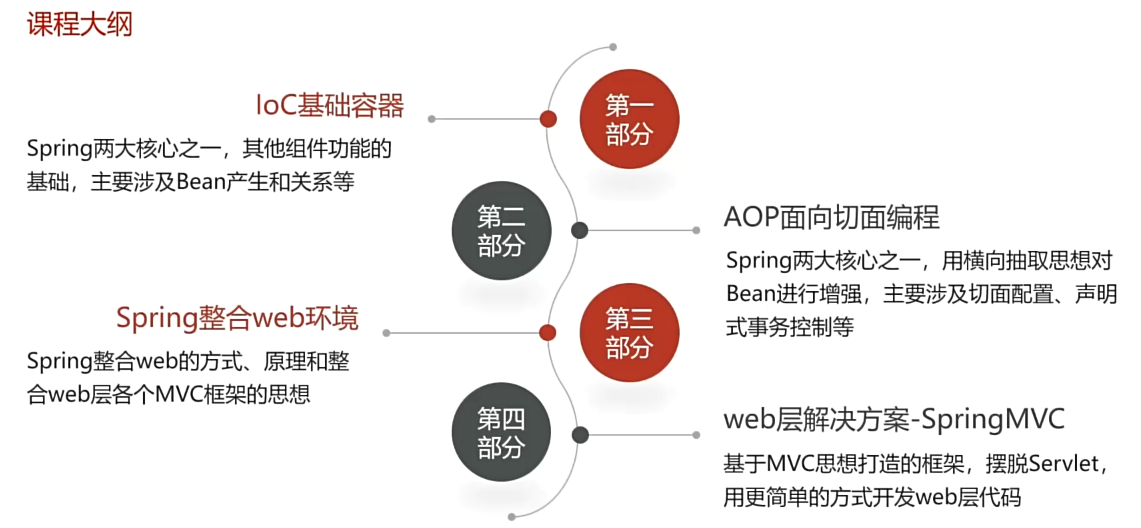 课程大纲
第一
部分
IoC基础容器
Spring两大核心之一，其他组件功能的
基础，主要涉及Bean产生和关系等
第二
部分
AOP面向切面编程
Spring两大核心之一，用横向抽取思想对
Bean进行增强，主要涉及切面配置、声明
式事务控制等
第三
部分
Spring整合web环境
Spring整合web的方式、原理和整
合web层各个MVC框架的思想
第四
部分
web层解决方案-SpringMVC
基于MVC思想打造的框架，摆脱Servlet，
用更简单的方式开发web层代码